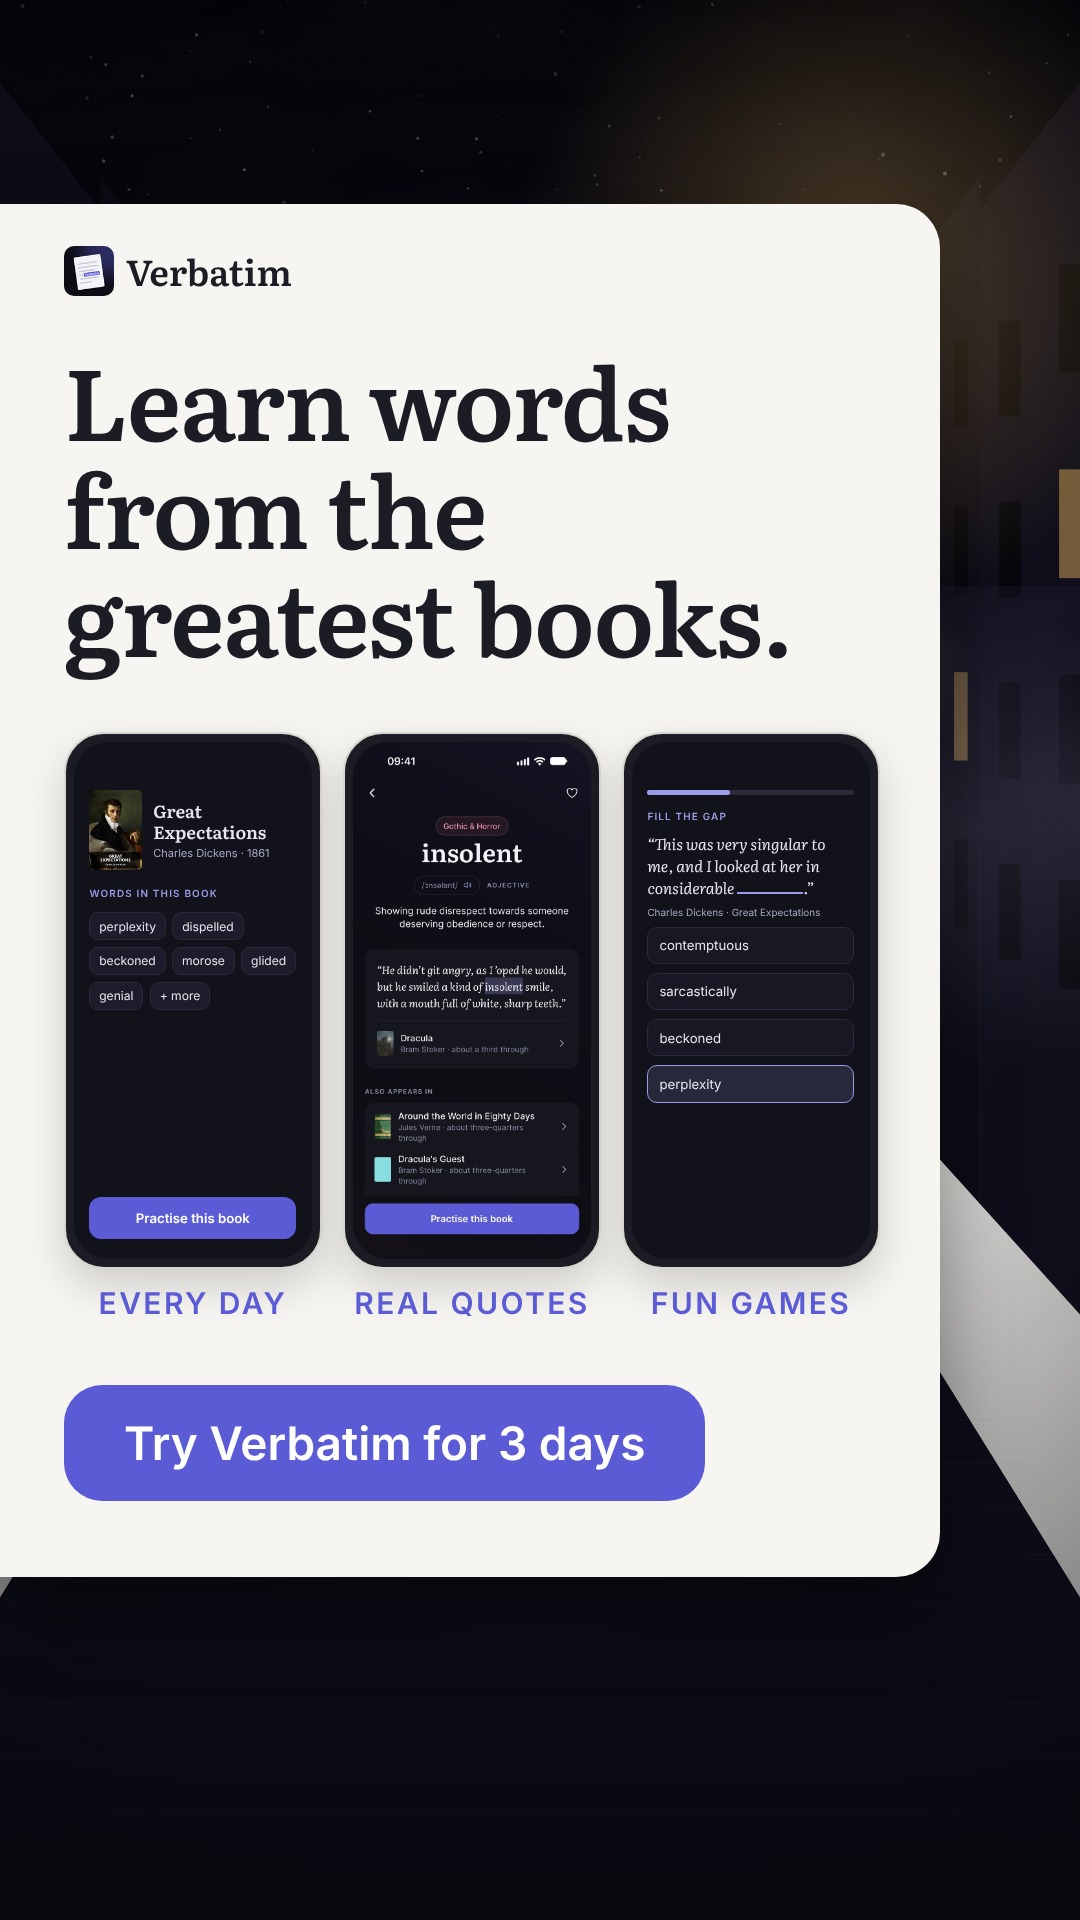 Verbatim
Learn words
from the
greatest books.
Great
Expectations
Charles Dickens · 1861
WORDS IN THIS BOOK
perplexity
dispelled
beckoned
morose
glided
genial
+ more
Practise this book
EVERY DAY
09:41
Gothic & Horror
insolent
/ˈɪnsələnt/
ADJECTIVE
Showing rude disrespect towards someone
deserving obedience or respect.
“He didn’t git angry, as I ’oped he would,
but he smiled a kind of insolent smile,
with a mouth full of white, sharp teeth.”
Dracula
Bram Stoker · about a third through
ALSO APPEARS IN
Around the World in Eighty Days
Jules Verne · about three-quarters
through
Dracula's Guest
Bram Stoker · about three-quarters
through
Practise this book
REAL QUOTES
FILL THE GAP
“This was very singular to
me, and I looked at her in
considerable ______.”
Charles Dickens · Great Expectations
contemptuous
sarcastically
beckoned
perplexity
FUN GAMES
Try Verbatim for 3 days